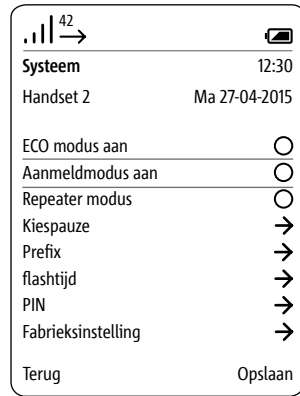 42
Systeem 12:30
Handset 2 Ma 27-04-2015
ECO modus aan
Aanmeldmodus aan
Repeater modus
Kiespauze
Prefix
flashtijd
PIN
Fabrieksinstelling
Terug Opslaan